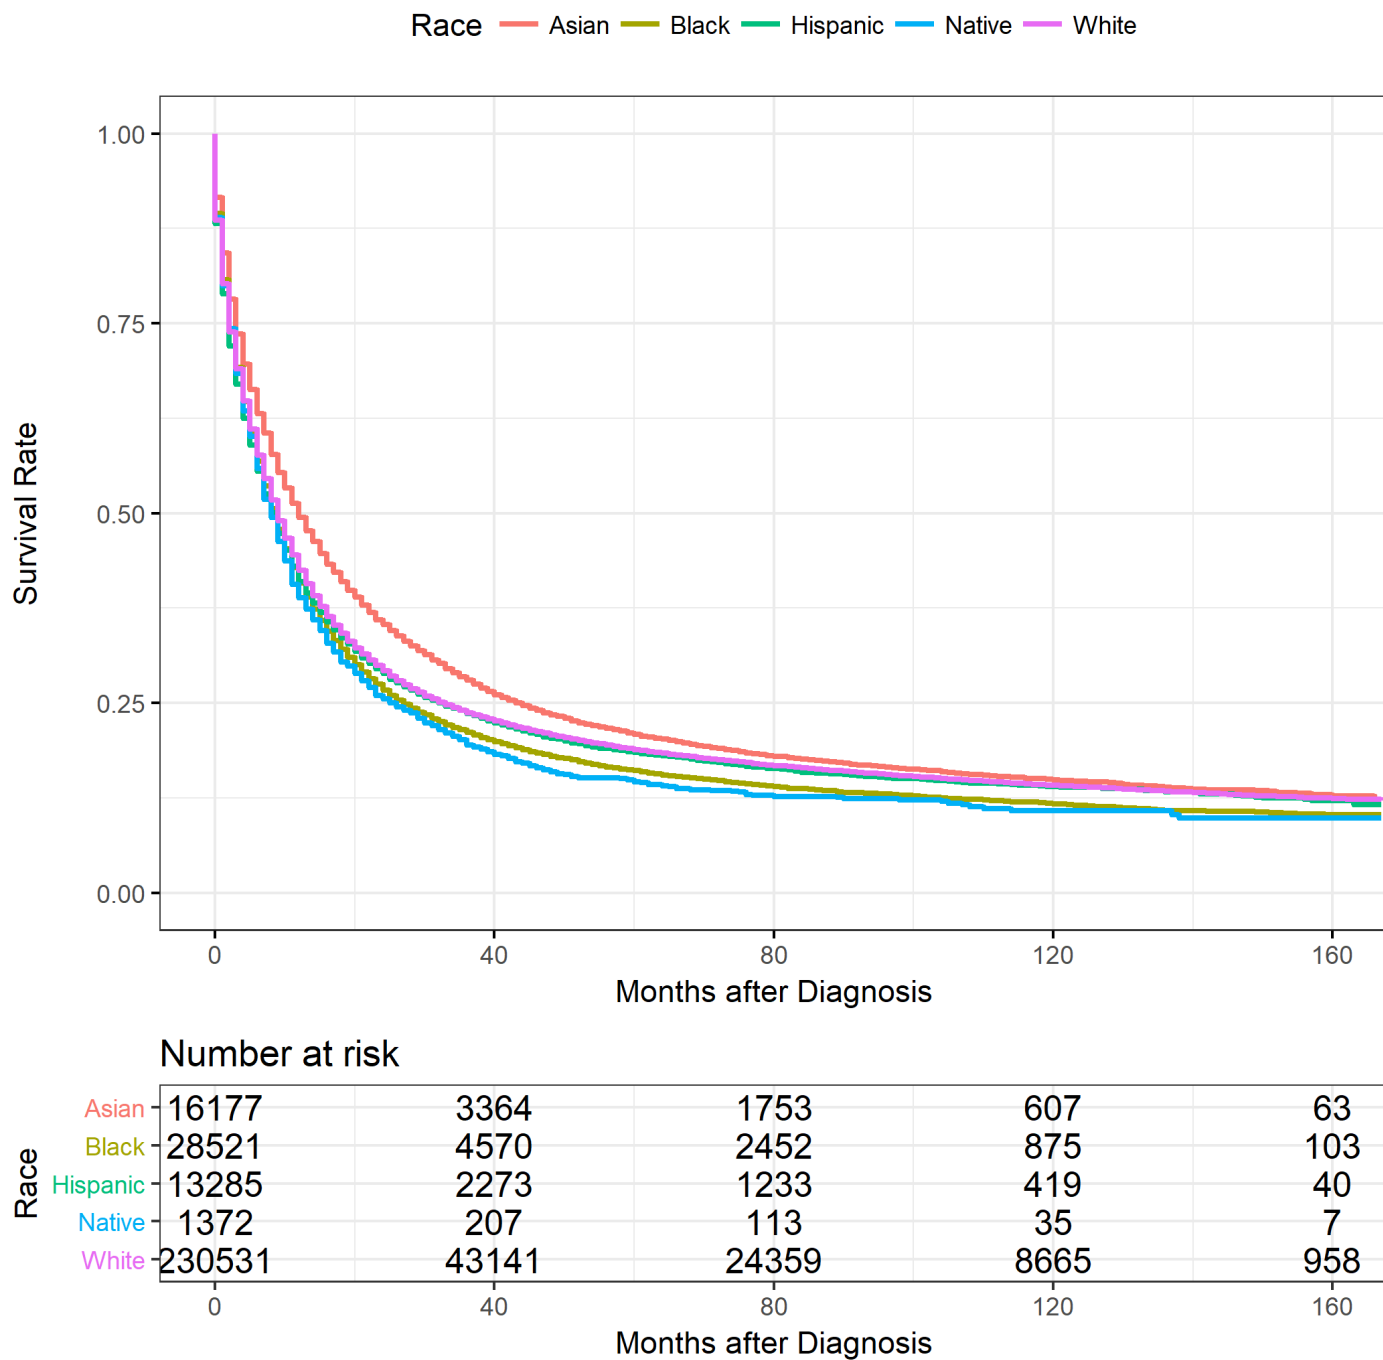 Race Asian Black Hispanic Native White
1.00
0.75
0.50
0.25
0.00
Survival Rate
0 40 80 120 160
Months after Diagnosis
Number at risk
Race
Asian 16177 3364 1753 607 63
Black 28521 4570 2452 875 103
Hispanic 13285 2273 1233 419 40
Native 1372 207 113 35 7
White 230531 43141 24359 8665 958
0 40 80 120 160
Months after Diagnosis